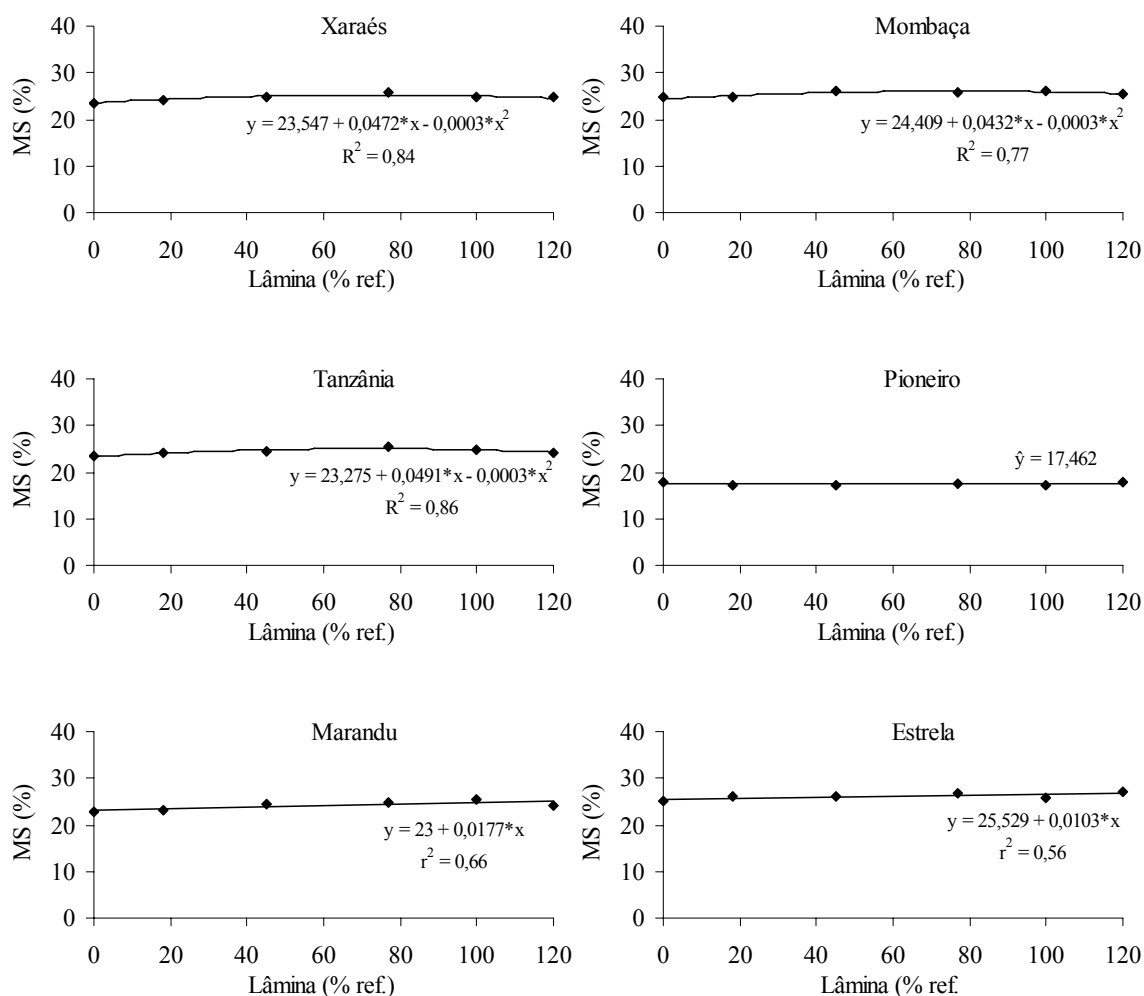 Xaraés
40
30
20
10
0
MS (%)
y = 23,547 + 0,0472*x - 0,0003*x²
R² = 0,84
0 20 40 60 80 100 120
Lâmina (% ref.)
Mombaça
40
30
20
10
0
MS (%)
y = 24,409 + 0,0432*x - 0,0003*x²
R² = 0,77
0 20 40 60 80 100 120
Lâmina (% ref.)
Tanzânia
40
30
20
10
0
MS (%)
y = 23,275 + 0,0491*x - 0,0003*x²
R² = 0,86
0 20 40 60 80 100 120
Lâmina (% ref.)
Pioneiro
40
30
20
10
0
MS (%)
ŷ = 17,462
0 20 40 60 80 100 120
Lâmina (% ref.)
Marandu
40
30
20
10
0
MS (%)
y = 23 + 0,0177*x
r² = 0,66
0 20 40 60 80 100 120
Lâmina (% ref.)
Estrela
40
30
20
10
0
MS (%)
y = 25,529 + 0,0103*x
r² = 0,56
0 20 40 60 80 100 120
Lâmina (% ref.